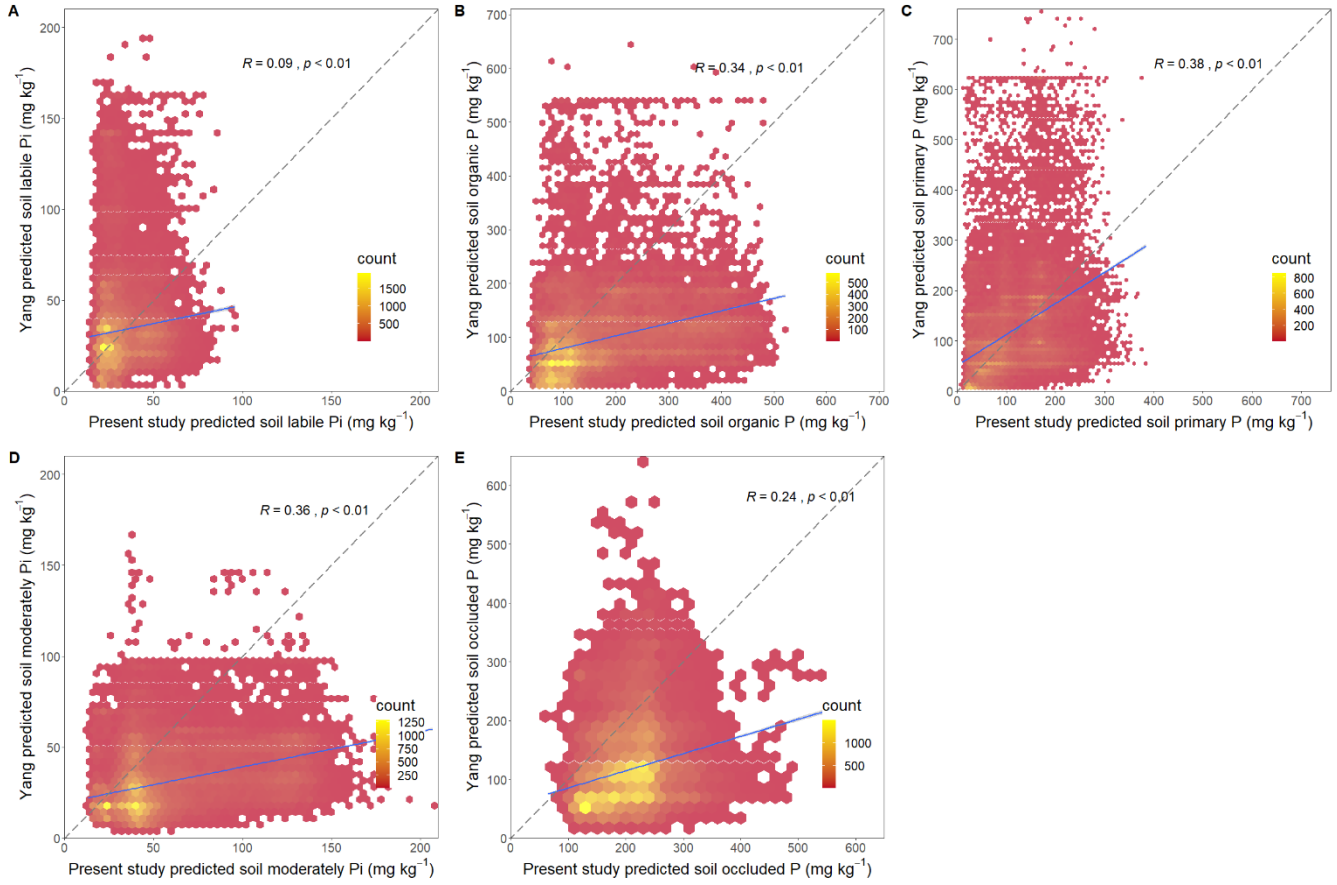 A
Yang predicted soil labile Pi (mg kg⁻¹)
200
150
100
50
0
R = 0.09 , p < 0.01
count
1500
1000
500
0 50 100 150 200
Present study predicted soil labile Pi (mg kg⁻¹)
B
Yang predicted soil organic P (mg kg⁻¹)
700
600
500
400
300
200
100
0
R = 0.34 , p < 0.01
count
500
400
300
200
100
0 100 200 300 400 500 600 700
Present study predicted soil organic P (mg kg⁻¹)
C
Yang predicted soil primary P (mg kg⁻¹)
700
600
500
400
300
200
100
0
R = 0.38 , p < 0.01
count
800
600
400
200
0 100 200 300 400 500 600 700
Present study predicted soil primary P (mg kg⁻¹)
D
Yang predicted soil moderately Pi (mg kg⁻¹)
200
150
100
50
0
R = 0.36 , p < 0.01
count
1250
1000
750
500
250
0 50 100 150 200
Present study predicted soil moderately Pi (mg kg⁻¹)
E
Yang predicted soil occluded P (mg kg⁻¹)
600
500
400
300
200
100
0
R = 0.24 , p < 0.01
count
1000
500
0 100 200 300 400 500 600
Present study predicted soil occluded P (mg kg⁻¹)